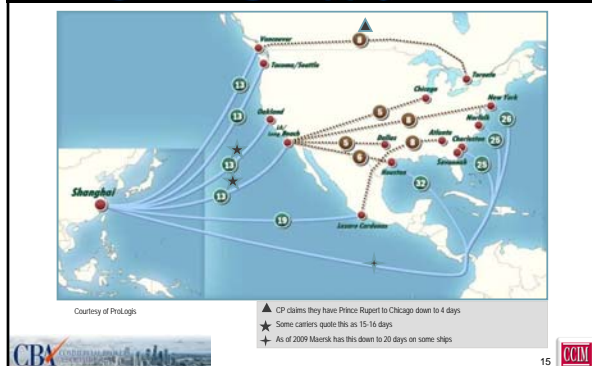 Vancouver
8
Tacoma/Seattle
Toronto
Chicago
New York
13
Oakland
LA/
Long Beach
5
8
Norfolk
26
13
Dallas
Atlanta
Charleston
5
8
25
13
6
Houston
Savannah
25
13
32
Shanghai
19
Lazaro Cardenas
Courtesy of ProLogis
CP claims they have Prince Rupert to Chicago down to 4 days
Some carriers quote this as 15-16 days
As of 2009 Maersk has this down to 20 days on some ships
CBA
15
CCIM